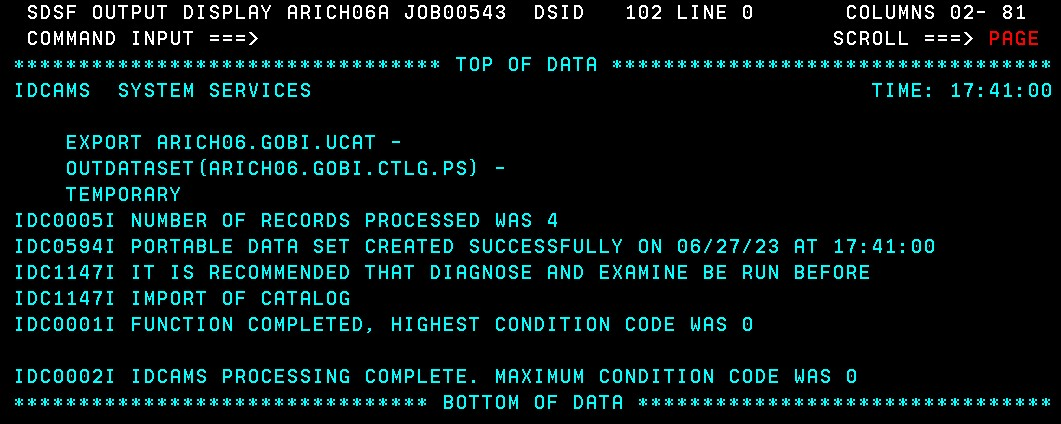 SDSF OUTPUT DISPLAY ARICH06A JOB00543  DSID   102 LINE 0       COLUMNS 02- 81
COMMAND INPUT ===>                                            SCROLL ===> PAGE
********************************* TOP OF DATA **********************************
IDCAMS  SYSTEM SERVICES                                           TIME: 17:41:00
    EXPORT ARICH06.GOBI.UCAT -
    OUTDATASET(ARICH06.GOBI.CTLG.PS) -
    TEMPORARY
IDC0005I NUMBER OF RECORDS PROCESSED WAS 4
IDC0594I PORTABLE DATA SET CREATED SUCCESSFULLY ON 06/27/23 AT 17:41:00
IDC1147I IT IS RECOMMENDED THAT DIAGNOSE AND EXAMINE BE RUN BEFORE
IDC1147I IMPORT OF CATALOG
IDC0001I FUNCTION COMPLETED, HIGHEST CONDITION CODE WAS 0
IDC0002I IDCAMS PROCESSING COMPLETE. MAXIMUM CONDITION CODE WAS 0
******************************** BOTTOM OF DATA ********************************